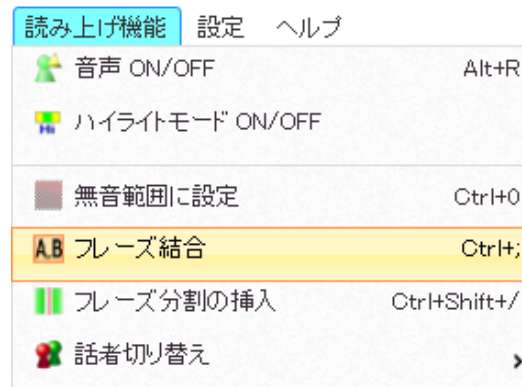 読み上げ機能 設定 ヘルプ
音声 ON/OFF Alt+R
ハイライトモード ON/OFF
Hi
無音範囲に設定 Ctrl+0
A.B フレーズ結合 Ctrl+;
フレーズ分割の挿入 Ctrl+Shift+/
話者切り替え